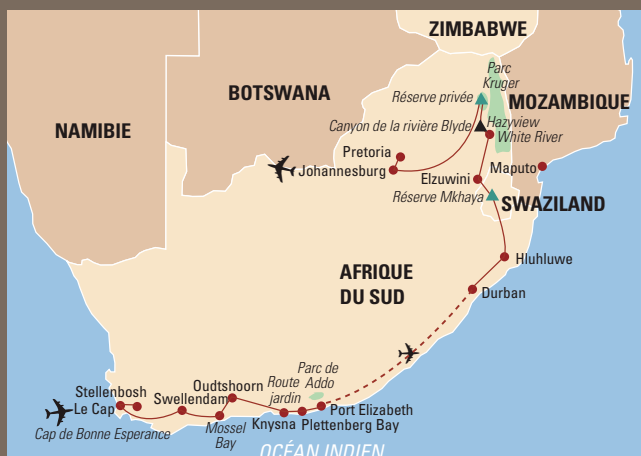 ZIMBABWE
Parc
Kruger
BOTSWANA
Réserve privée
MOZAMBIQUE
NAMIBIE
Canyon de la rivière Blyde
Hazyview
White River
Pretoria
Johannesburg
Maputo
Elzuwini
Réserve Mkhaya
SWAZILAND
Hluhluwe
AFRIQUE
DU SUD
Durban
Parc de
Addo
Oudtshoorn
Route
jardin
Stellenbosh
Le Cap
Swellendam
Port Elizabeth
Cap de Bonne Esperance
Mossel
Bay
Knysna
Plettenberg Bay
OCÉAN INDIEN